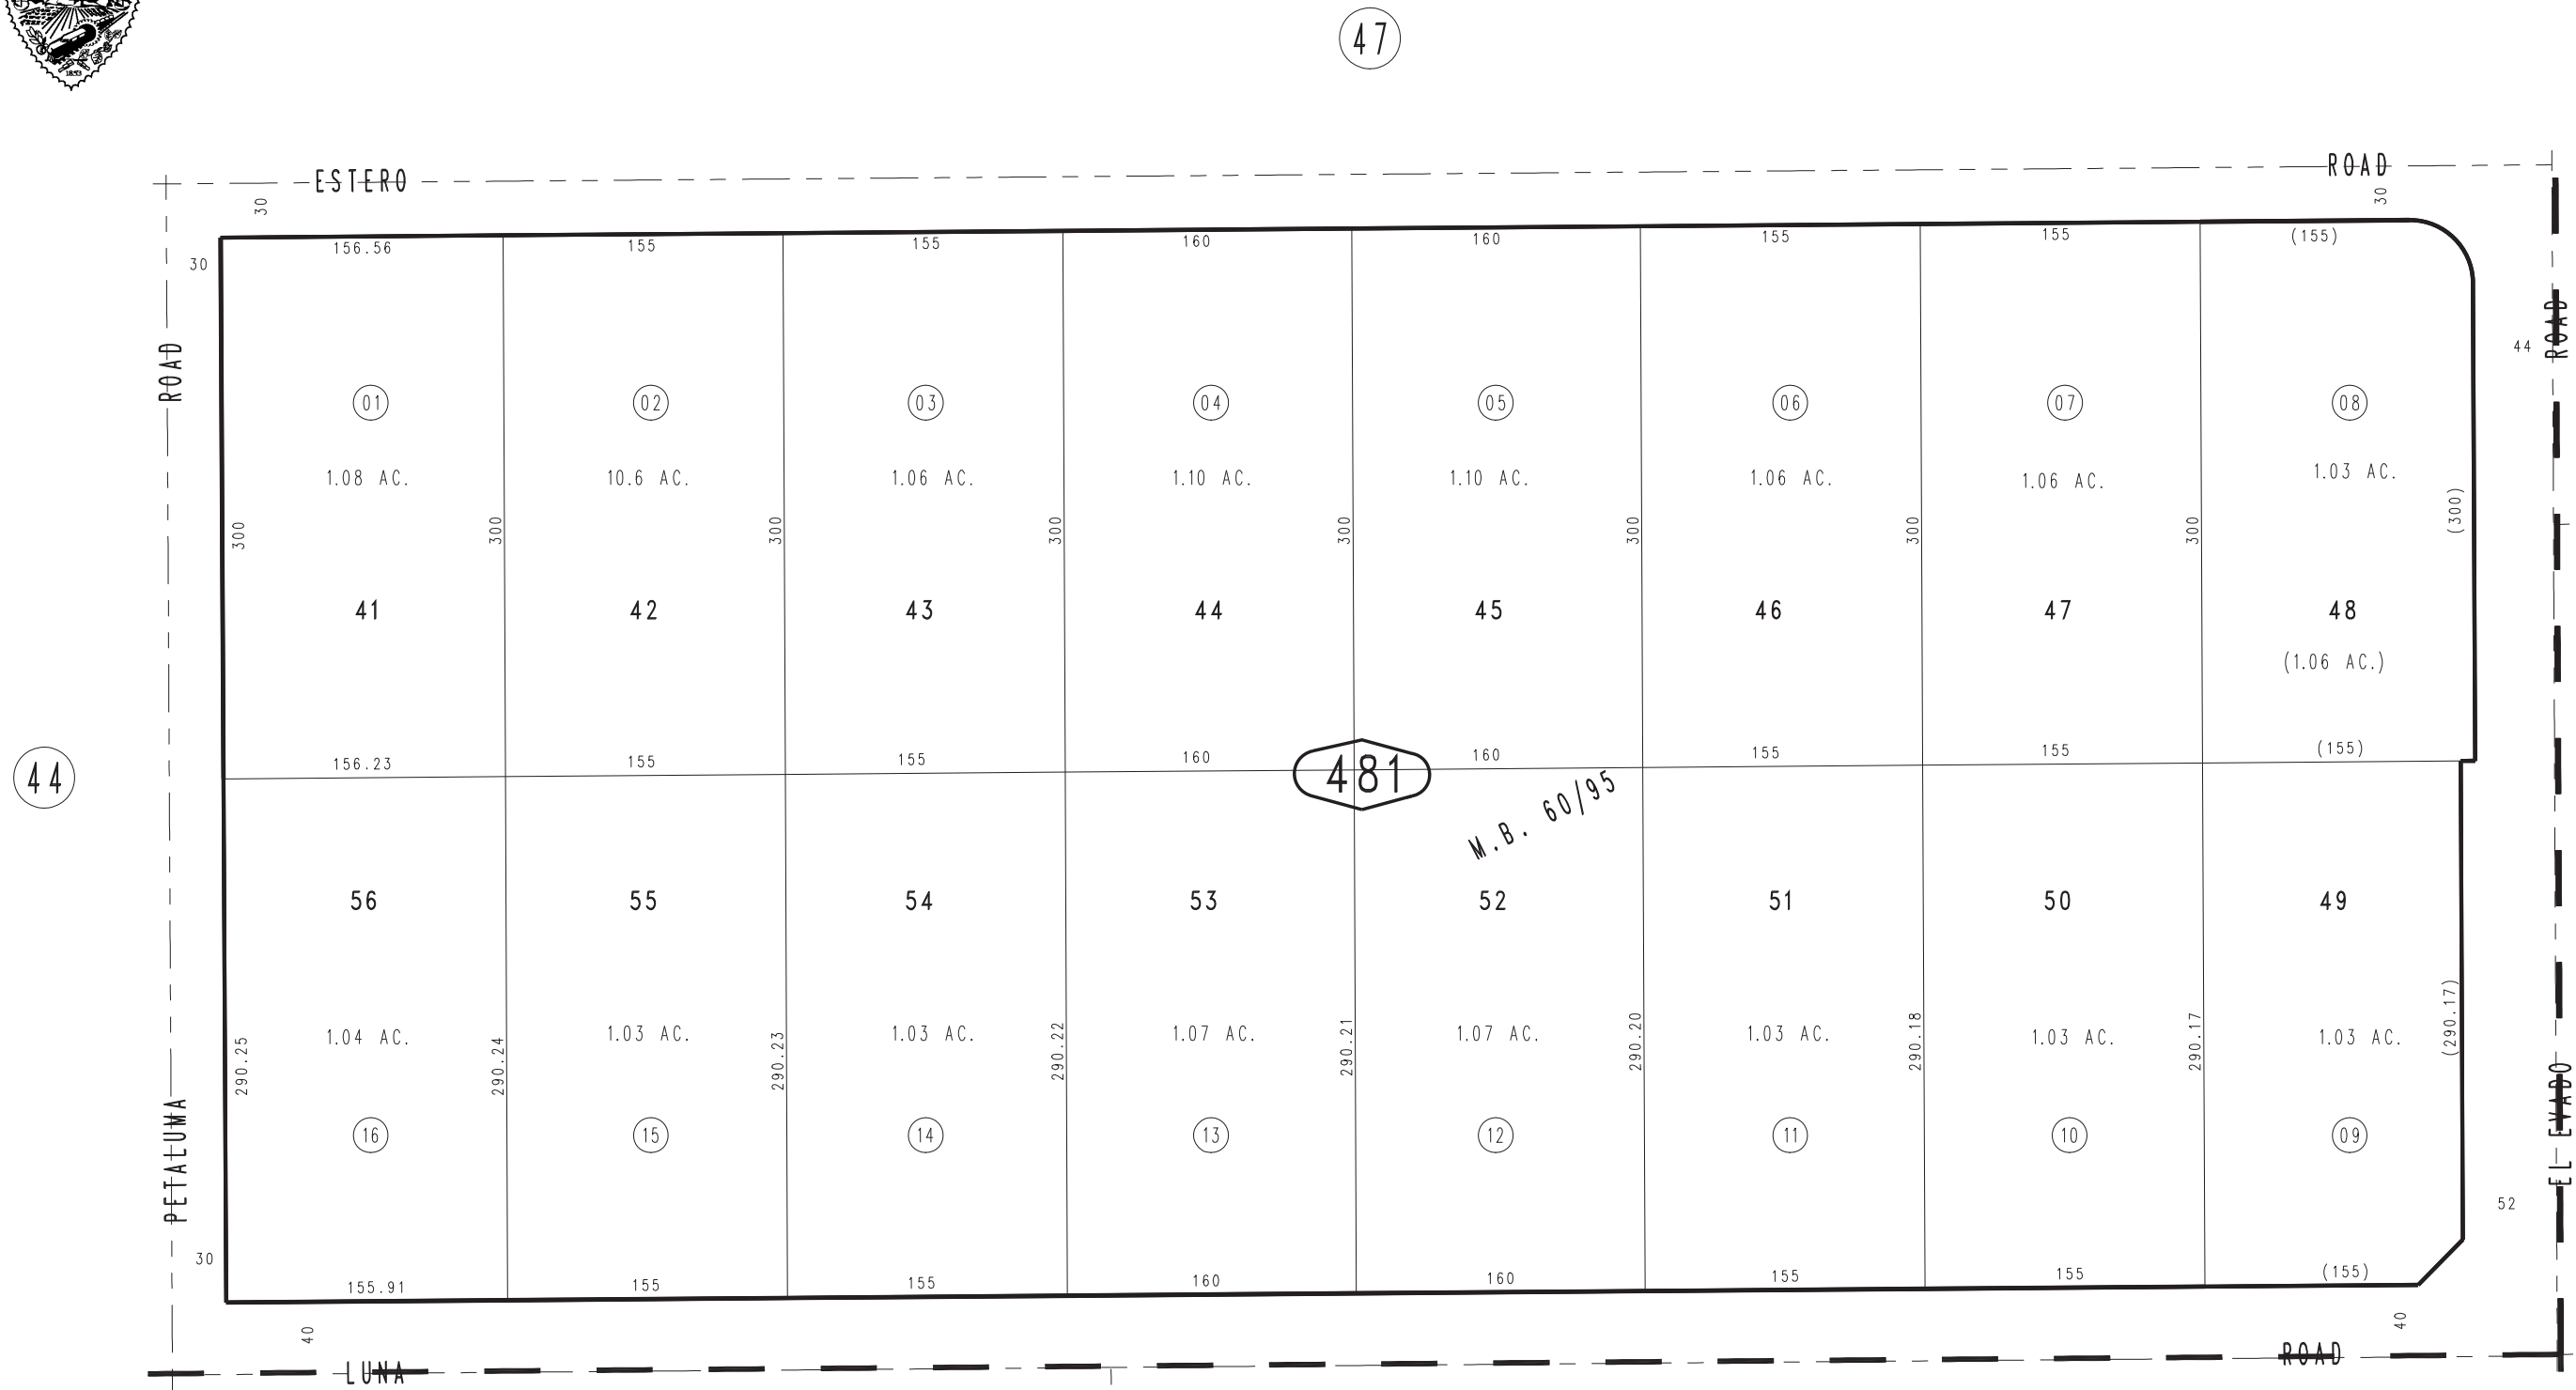 1853
47
ESTERO ROAD
30 30
156.56 155 155 160 160 155 155 (155)
30
ROAD
ROAD
44
01 02 03 04 05 06 07 08
1.08 AC. 10.6 AC. 1.06 AC. 1.10 AC. 1.10 AC. 1.06 AC. 1.06 AC. 1.03 AC.
300 300 300 300 300 300 300 300 (300)
41 42 43 44 45 46 47 48
(1.06 AC.)
156.23 155 155 160 160 155 155 (155)
44
481
M.B. 60/95
56 55 54 53 52 51 50 49
1.04 AC. 1.03 AC. 1.03 AC. 1.07 AC. 1.07 AC. 1.03 AC. 1.03 AC. 1.03 AC.
290.25 290.24 290.23 290.22 290.21 290.20 290.18 290.17 (290.17)
16 15 14 13 12 11 10 09
PETALUMA
EL EVADO
52
30
155.91 155 155 160 160 155 155 (155)
40 40
LUNA ROAD